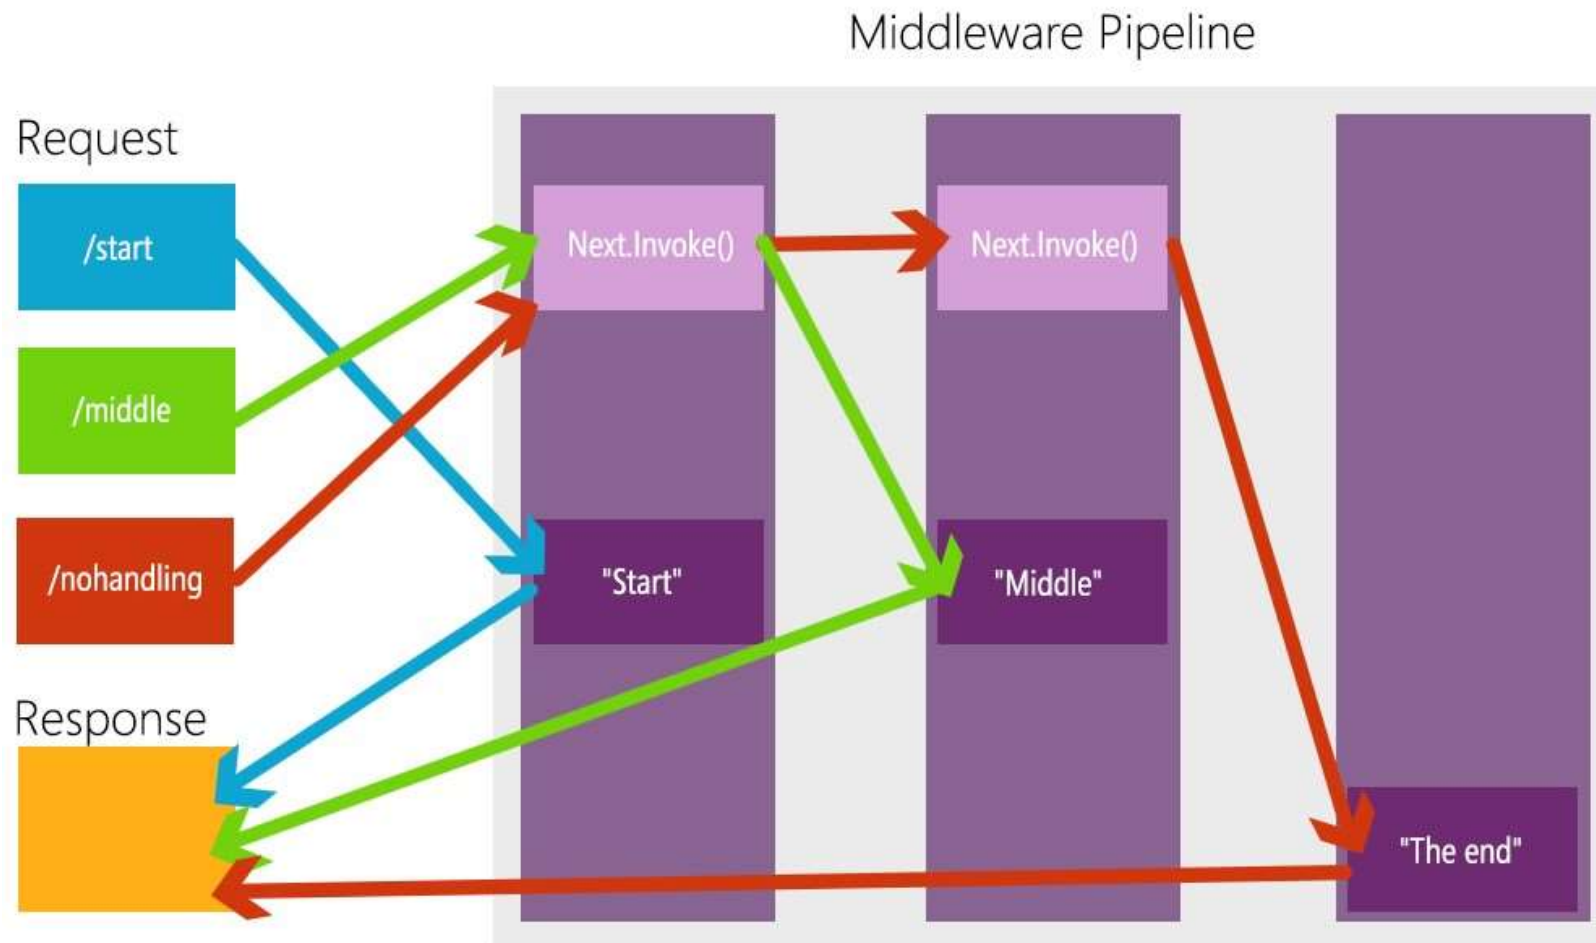 Middleware Pipeline
Request
/start
Next.Invoke()
Next.Invoke()
/middle
/nohandling
"Start"
"Middle"
Response
"The end"